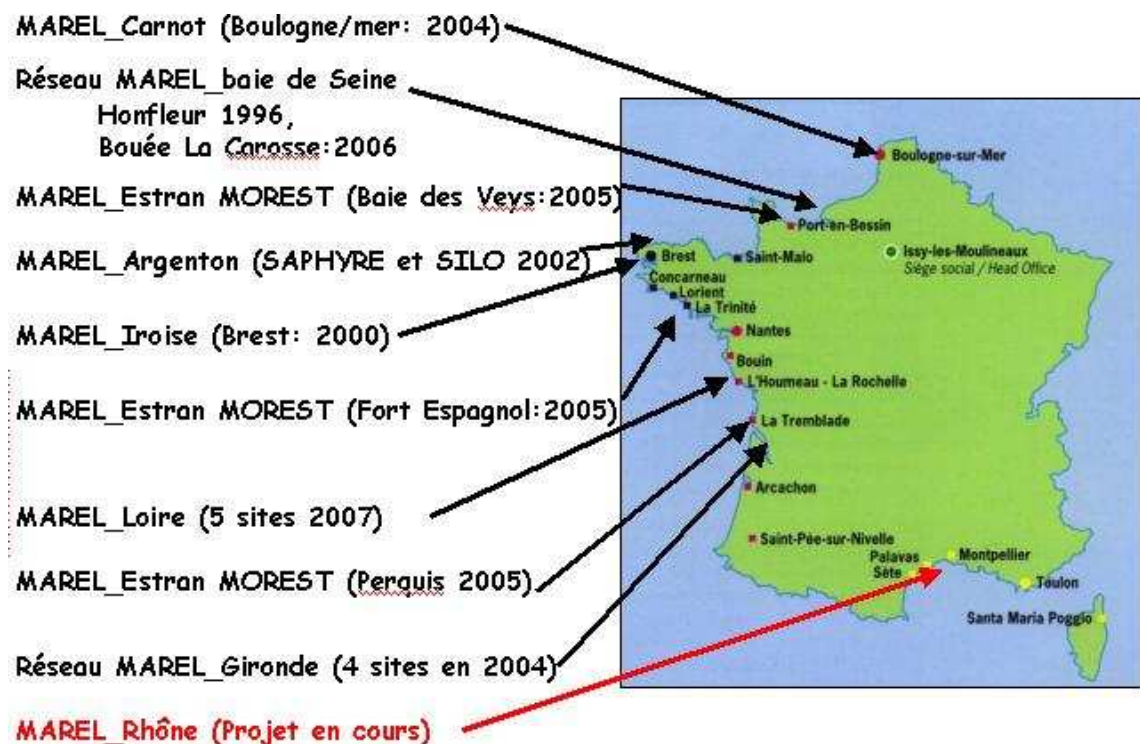 MAREL_Carnot (Boulogne/mer: 2004)
Réseau MAREL_baie de Seine
Honfleur 1996,
Bouée La Carosse:2006
MAREL_Estran MOREST (Baie des Veys:2005)
MAREL_Argenton (SAPHYRE et SILO 2002)
MAREL_Iroise (Brest: 2000)
MAREL_Estran MOREST (Fort Espagnol:2005)
MAREL_Loire (5 sites 2007)
MAREL_Estran MOREST (Perquis 2005)
Réseau MAREL_Gironde (4 sites en 2004)
MAREL_Rhône (Projet en cours)
Boulogne-sur-Mer
Port-en-Bessin
Issy-les-Moulineaux
Siège social / Head Office
Brest
Saint-Malo
Concarneau
Lorient
La Trinité
Nantes
Bouin
L'Houmeau - La Rochelle
La Tremblade
Arcachon
Saint-Pée-sur-Nivelle
Palavas
Montpellier
Sète
Toulon
Santa Maria Poggio